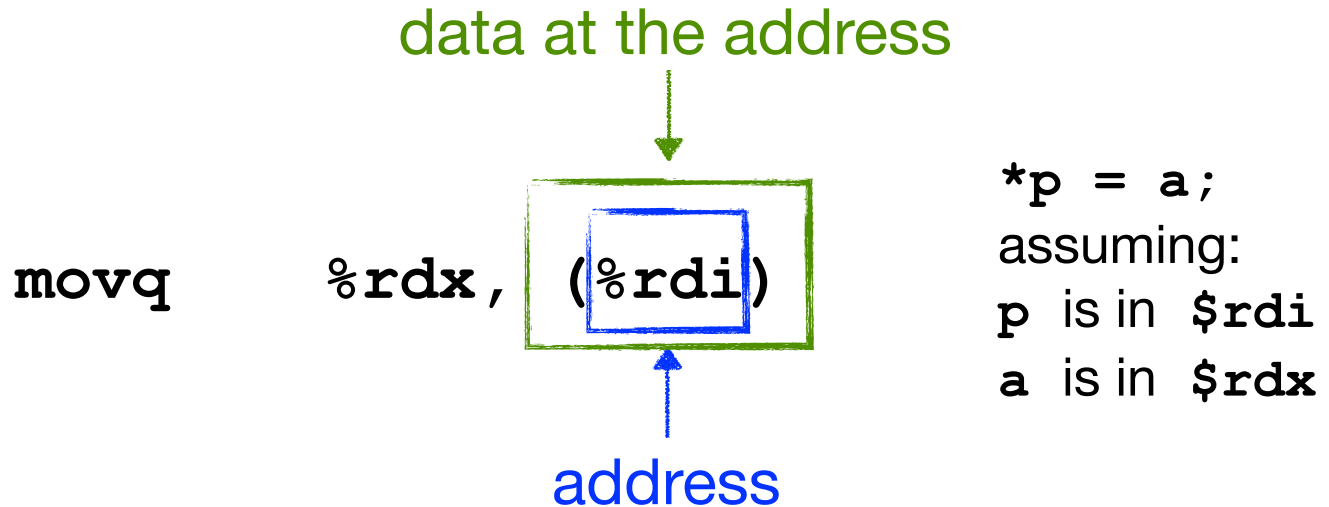 data at the address
movq %rdx, (%rdi)
address
*p = a;
assuming:
p is in $rdi
a is in $rdx